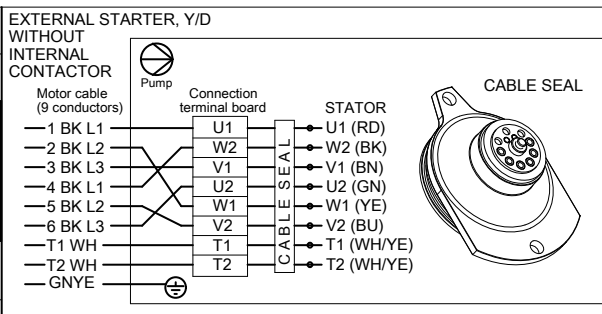 EXTERNAL STARTER, Y/D
WITHOUT
INTERNAL
CONTACTOR
Pump
CABLE SEAL
Motor cable
(9 conductors)
Connection
terminal board
STATOR
1 BK L1 U1 U1 (RD)
2 BK L2 W2 W2 (BK)
3 BK L3 V1 V1 (BN)
4 BK L1 U2 U2 (GN)
5 BK L2 W1 W1 (YE)
6 BK L3 V2 V2 (BU)
T1 WH T1 T1 (WH/YE)
T2 WH T2 T2 (WH/YE)
GNYE
CABLE SEAL